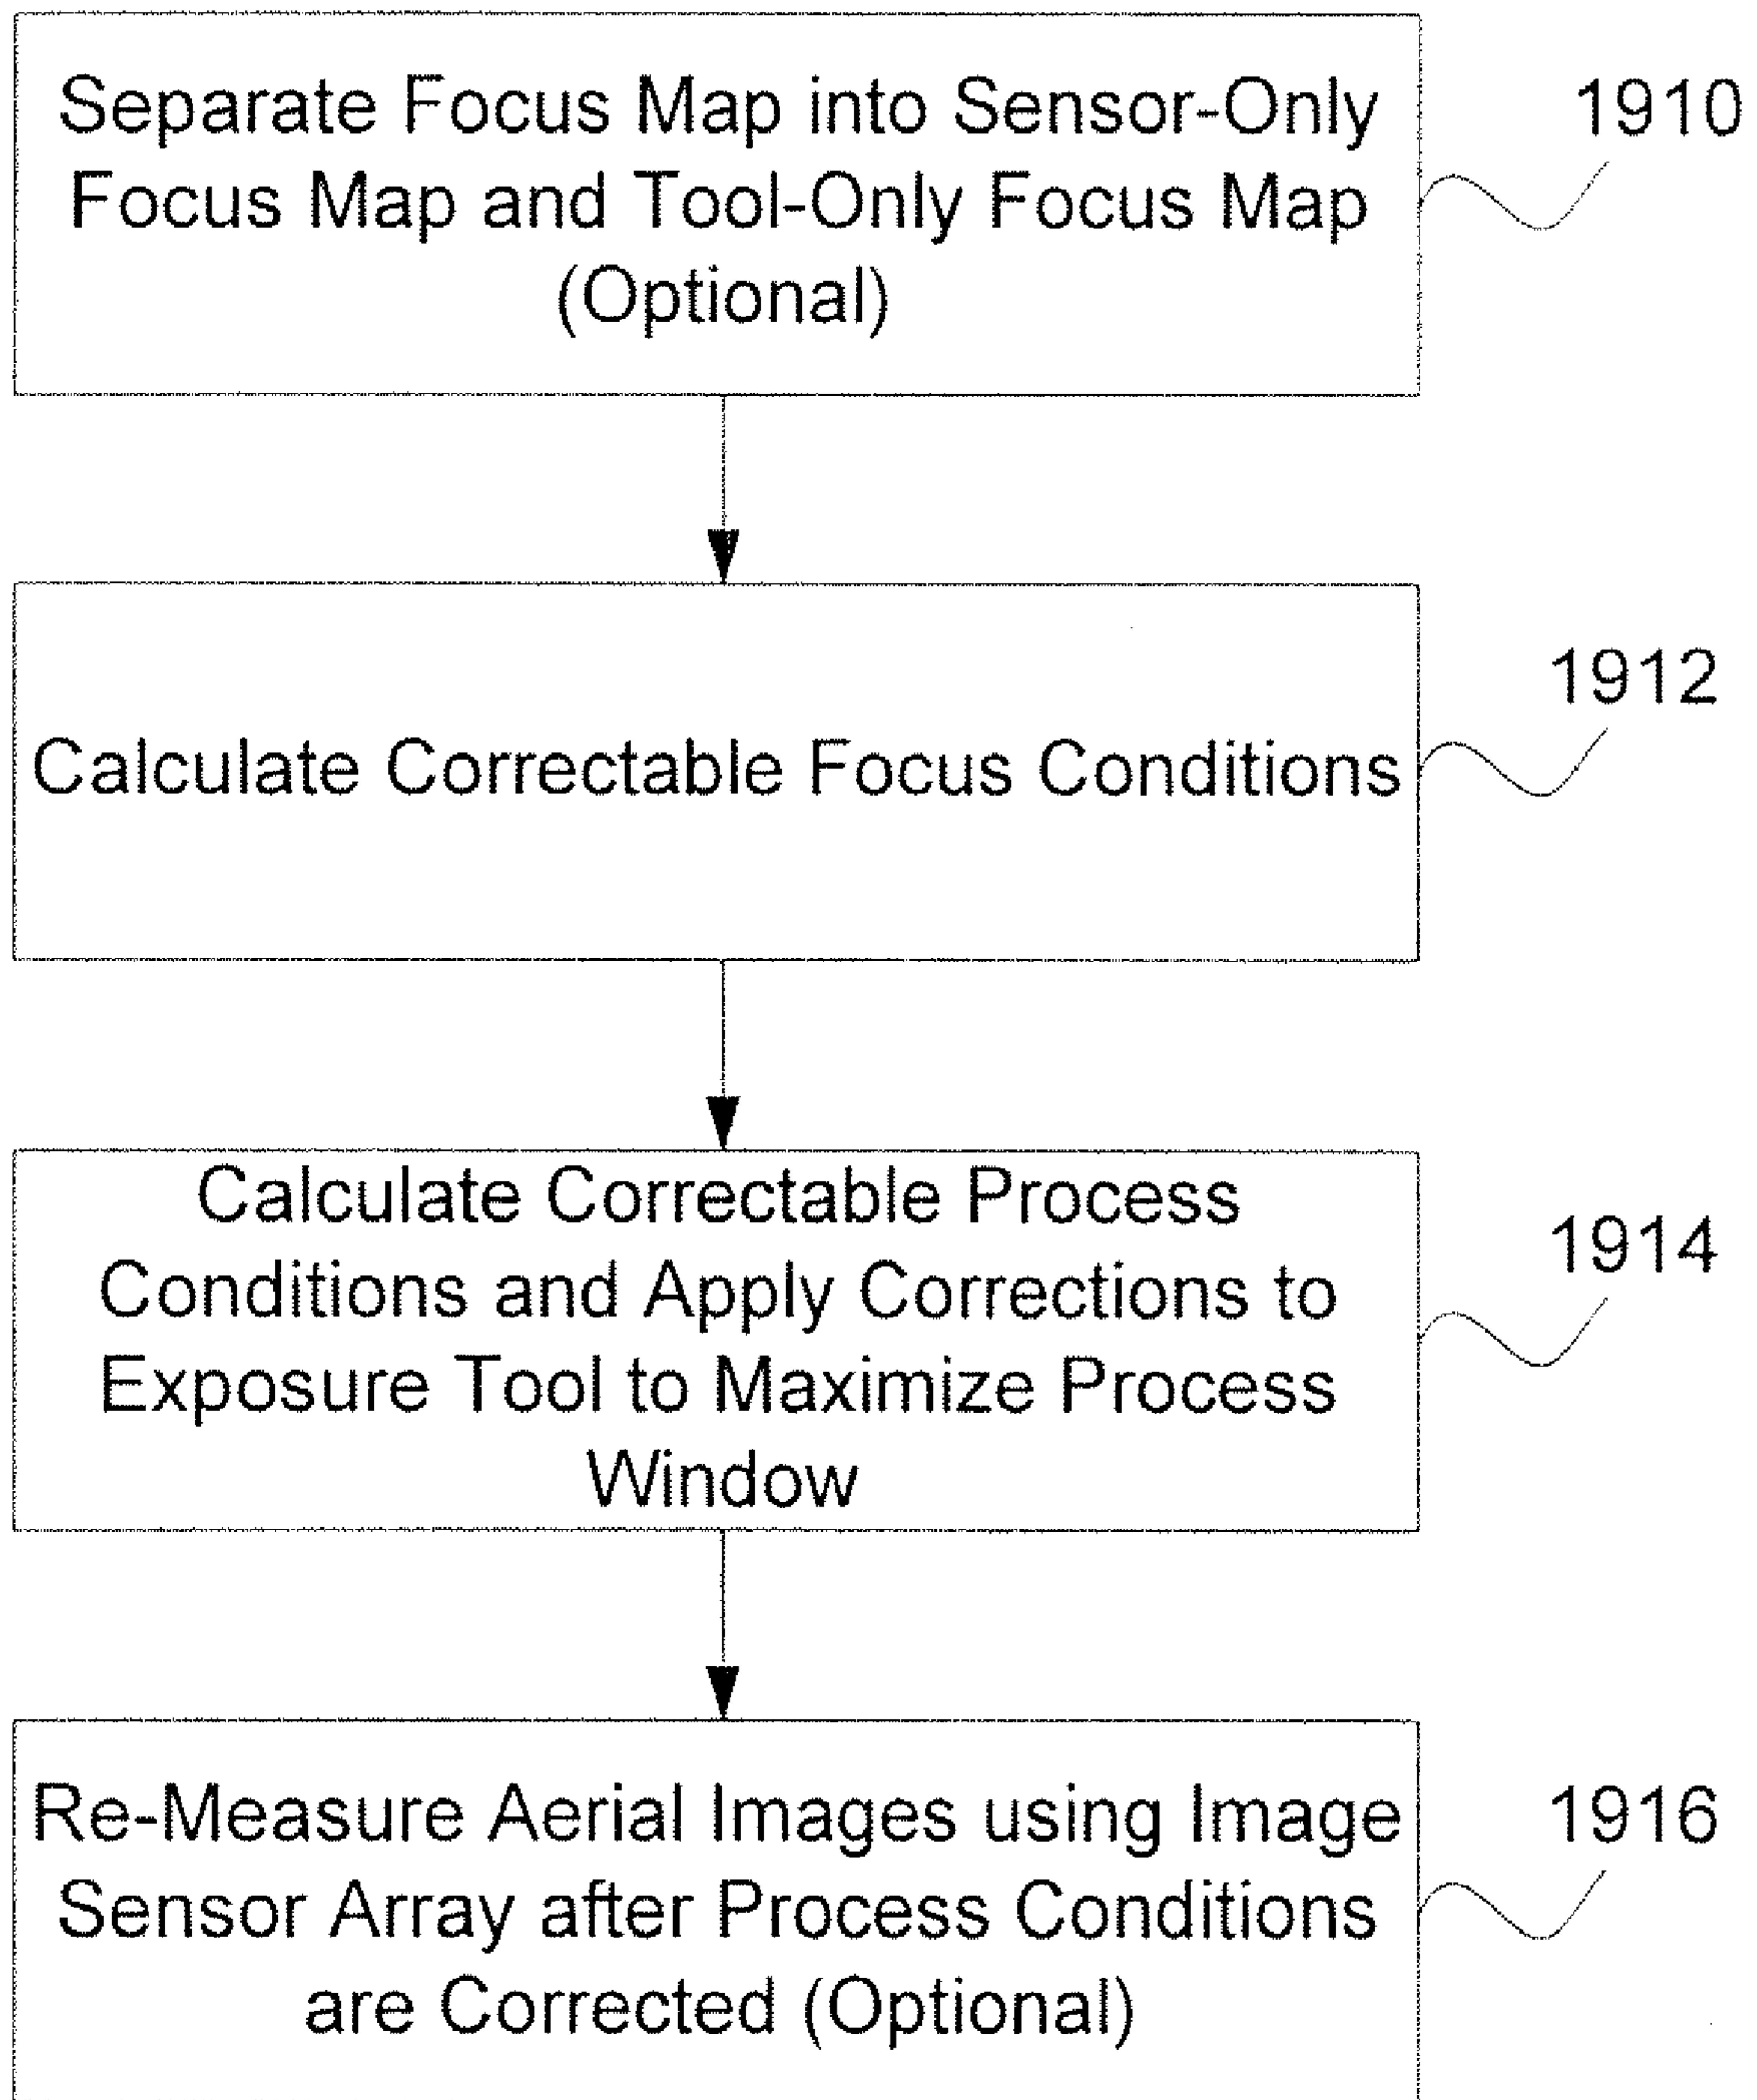 Separate Focus Map into Sensor-Only
Focus Map and Tool-Only Focus Map
(Optional)
1910
Calculate Correctable Focus Conditions
1912
Calculate Correctable Process
Conditions and Apply Corrections to
Exposure Tool to Maximize Process
Window
1914
Re-Measure Aerial Images using Image
Sensor Array after Process Conditions
are Corrected (Optional)
1916